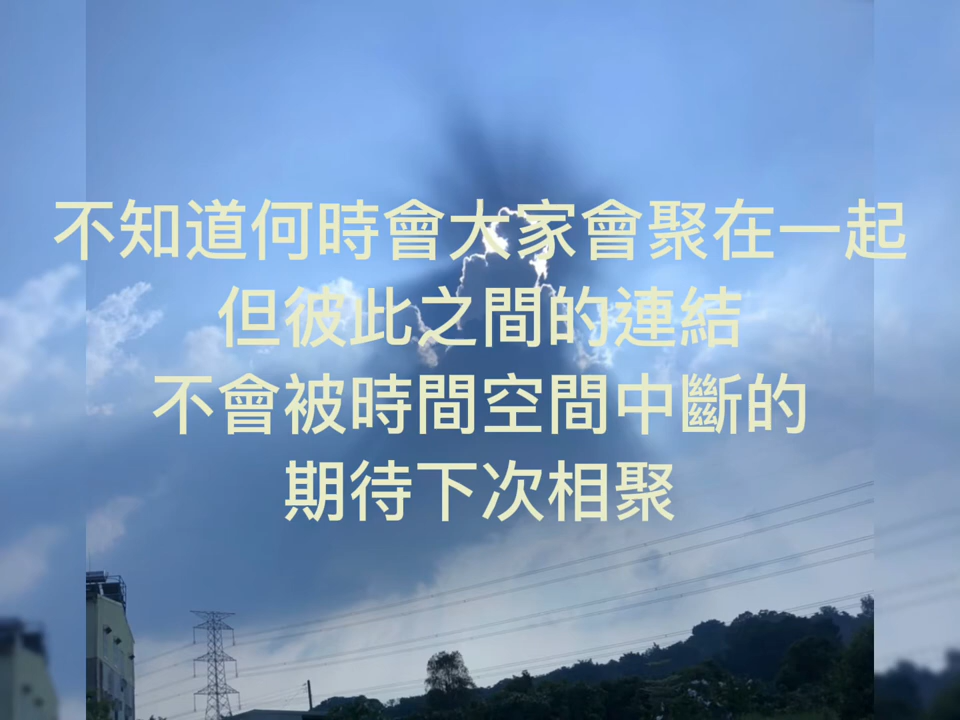 不知道何時會大家會聚在一起
但彼此之間的連結
不會被時間空間中斷的
期待下次相聚